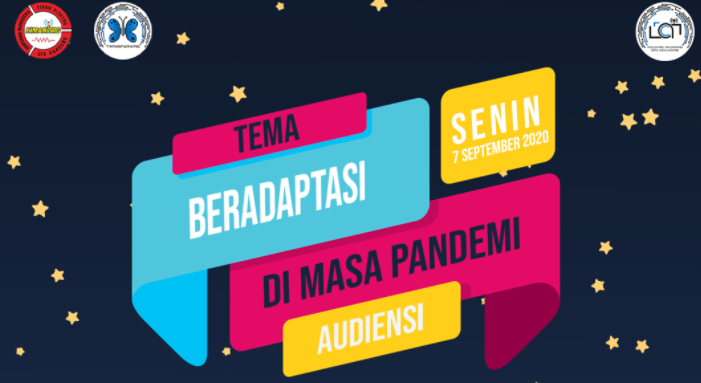 TEMA
BERADAPTASI
SENIN
7 SEPTEMBER 2020
DI MASA PANDEMI
AUDIENSI